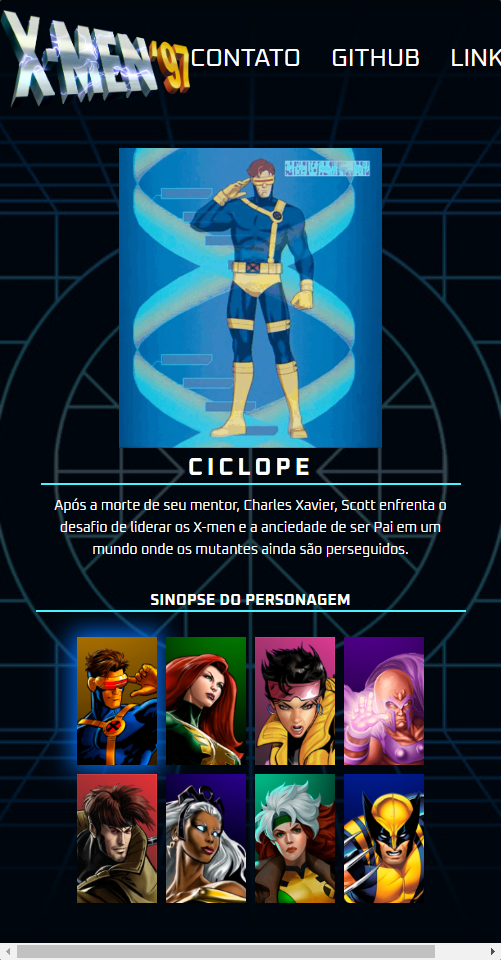 X-MEN'97
CONTATO GITHUB LINK
CICLOPE
Após a morte de seu mentor, Charles Xavier, Scott enfrenta o
desafio de liderar os X-men e a anciedade de ser Pai em um
mundo onde os mutantes ainda são perseguidos.
SINOPSE DO PERSONAGEM